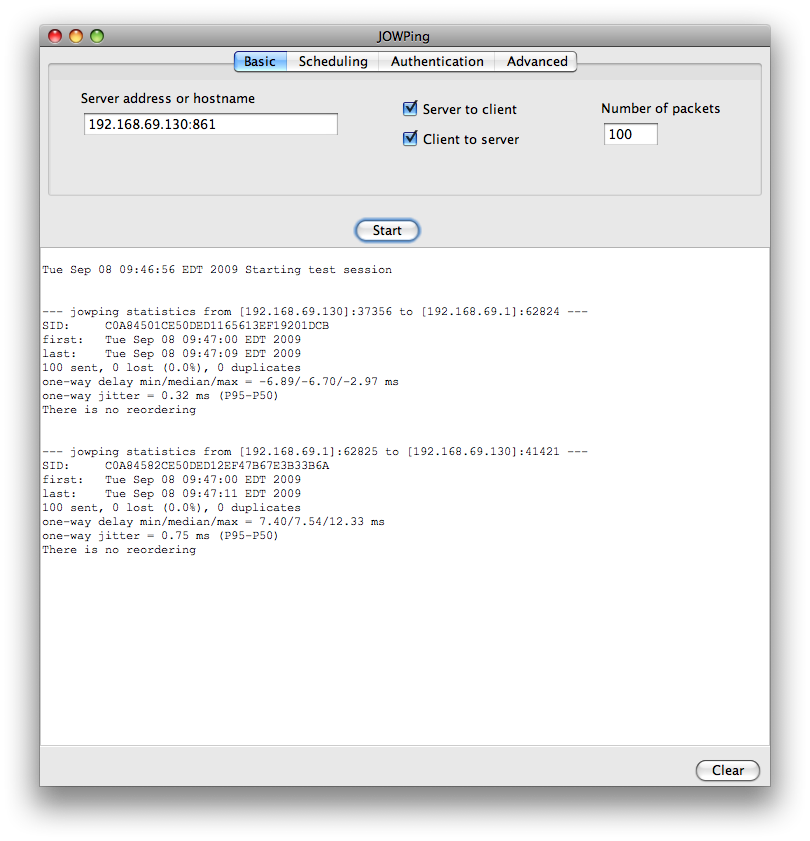 JOWPing
Basic Scheduling Authentication Advanced
Server address or hostname
192.168.69.130:861
Server to client
Client to server
Number of packets
100
Start
Tue Sep 08 09:46:56 EDT 2009 Starting test session
--- jowping statistics from [192.168.69.130]:37356 to [192.168.69.1]:62824 ---
SID: C0A84501CE50DED1165613EF19201DCB
first: Tue Sep 08 09:47:00 EDT 2009
last: Tue Sep 08 09:47:09 EDT 2009
100 sent, 0 lost (0.0%), 0 duplicates
one-way delay min/median/max = -6.89/-6.70/-2.97 ms
one-way jitter = 0.32 ms (P95-P50)
There is no reordering
--- jowping statistics from [192.168.69.1]:62825 to [192.168.69.130]:41421 ---
SID: C0A84582CE50DED12EF47B67E3B33B6A
first: Tue Sep 08 09:47:00 EDT 2009
last: Tue Sep 08 09:47:11 EDT 2009
100 sent, 0 lost (0.0%), 0 duplicates
one-way delay min/median/max = 7.40/7.54/12.33 ms
one-way jitter = 0.75 ms (P95-P50)
There is no reordering
Clear